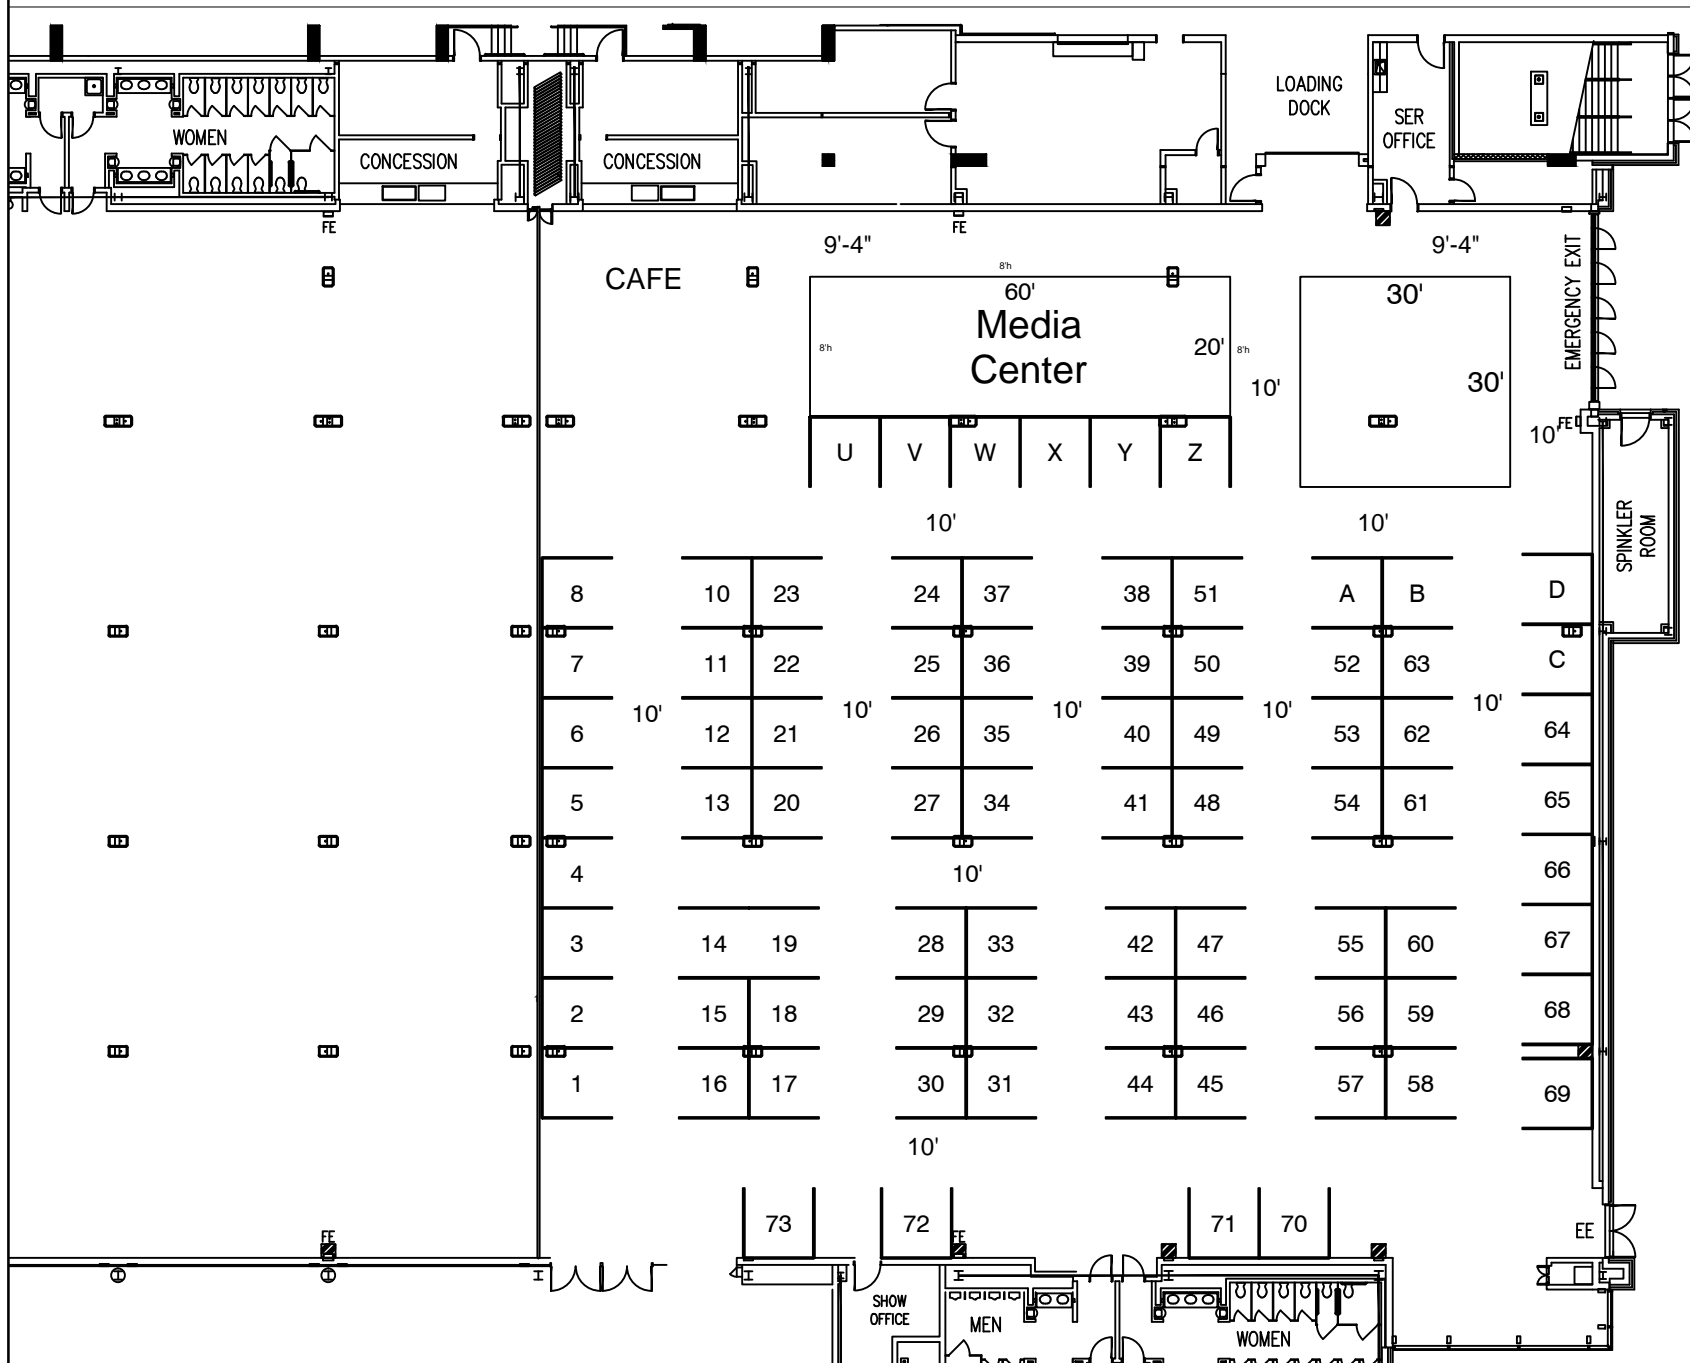 LOADING
DOCK
SER
OFFICE
WOMEN
CONCESSION
CONCESSION
FE
FE
9'-4"
9'-4"
EMERGENCY EXIT
CAFE
8'h
60'
Media
Center
8'h
20'
8'h
10'
30'
30'
FE
10'
U V W X Y Z
SPINKLER
ROOM
10'
10'
8 10 23 24 37 38 51 A B D
7 11 22 25 36 39 50 52 63 C
10' 10' 10' 10' 10'
6 12 21 26 35 40 49 53 62 64
5 13 20 27 34 41 48 54 61 65
4 10' 66
3 14 19 28 33 42 47 55 60 67
2 15 18 29 32 43 46 56 59 68
1 16 17 30 31 44 45 57 58 69
10'
73 72 71 70
FE
FE
EE
SHOW
OFFICE
MEN
WOMEN